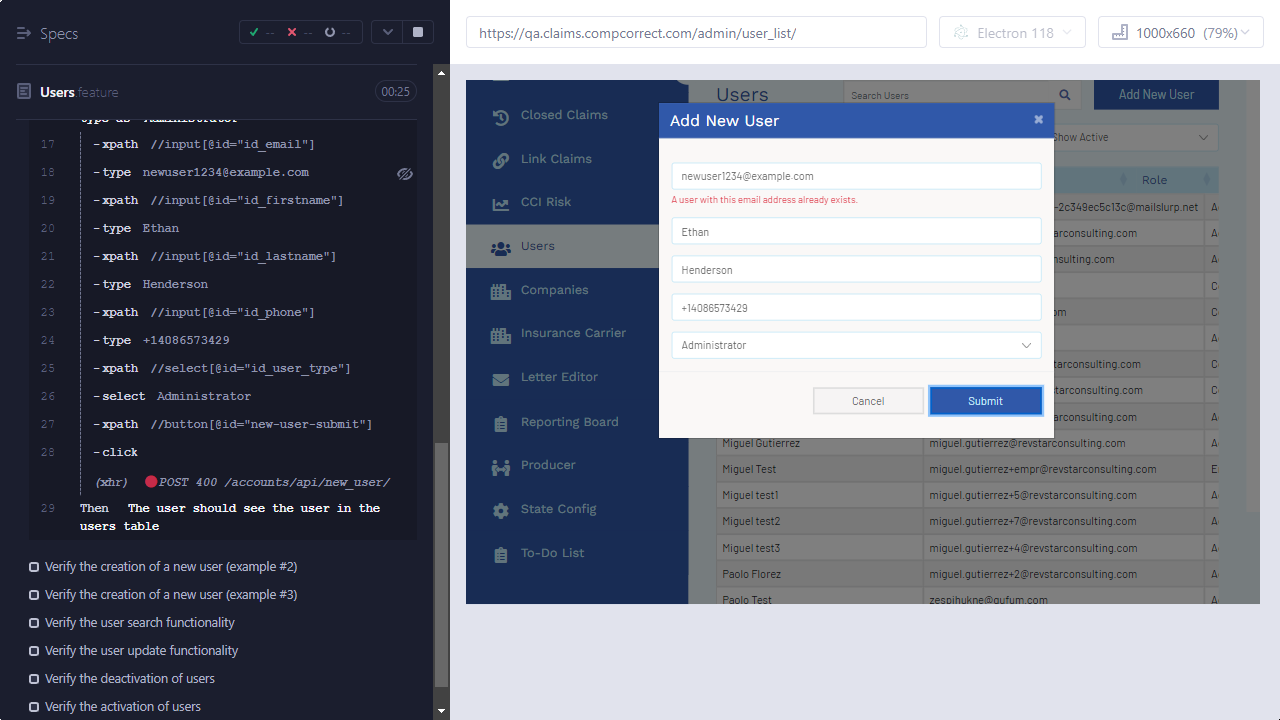 Specs
-- -- --
Users.feature
00:25
type as "Administrator"
17 -xpath //input[@id="id_email"]
18 -type newuser1234@example.com
19 -xpath //input[@id="id_firstname"]
20 -type Ethan
21 -xpath //input[@id="id_lastname"]
22 -type Henderson
23 -xpath //input[@id="id_phone"]
24 -type +14086573429
25 -xpath //select[@id="id_user_type"]
26 -select Administrator
27 -xpath //button[@id="new-user-submit"]
28 -click
(xhr) POST 400 /accounts/api/new_user/
29 Then The user should see the user in the
users table
Verify the creation of a new user (example #2)
Verify the creation of a new user (example #3)
Verify the user search functionality
Verify the user update functionality
Verify the deactivation of users
Verify the activation of users
https://qa.claims.compcorrect.com/admin/user_list/
Electron 118
1000x660 (79%)
Closed Claims
Link Claims
CCI Risk
Users
Companies
Insurance Carrier
Letter Editor
Reporting Board
Producer
State Config
To-Do List
Users
Search Users
Add New User
Show Active
Role
Add New User
×
newuser1234@example.com
A user with this email address already exists.
Ethan
Henderson
+14086573429
Administrator
Cancel
Submit
-2c349ec5c13c@mailslurp.net A
starconsulting.com A
nsulting.com A
C
om C
A
starconsulting.com C
starconsulting.com C
starconsulting.com A
Miguel Gutierrez miguel.gutierrez@revstarconsulting.com A
Miguel Test miguel.gutierrez+empr@revstarconsulting.com E
Miguel test1 miguel.gutierrez+5@revstarconsulting.com A
Miguel test2 miguel.gutierrez+7@revstarconsulting.com A
Miguel test3 miguel.gutierrez+4@revstarconsulting.com A
Paolo Florez miguel.gutierrez+2@revstarconsulting.com A
Paolo Test zespihukne@gufum.com A